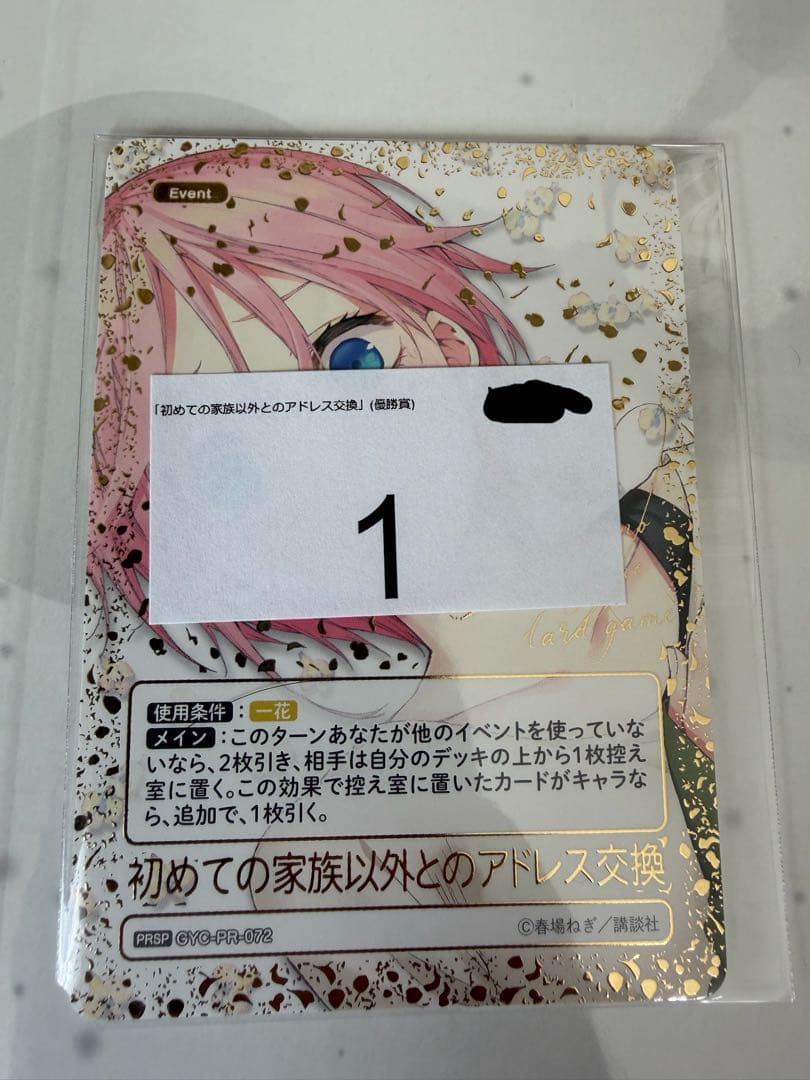 Event
「初めての家族以外とのアドレス交換」(優勝賞)
1
Card game
使用条件：一花
メイン：このターンあなたが他のイベントを使っていな
いなら、2枚引き、相手は自分のデッキの上から1枚控え
室に置く。この効果で控え室に置いたカードがキャラな
ら、追加で、1枚引く。
初めての家族以外とのアドレス交換
PRSP GYC-PR-072
©春場ねぎ／講談社